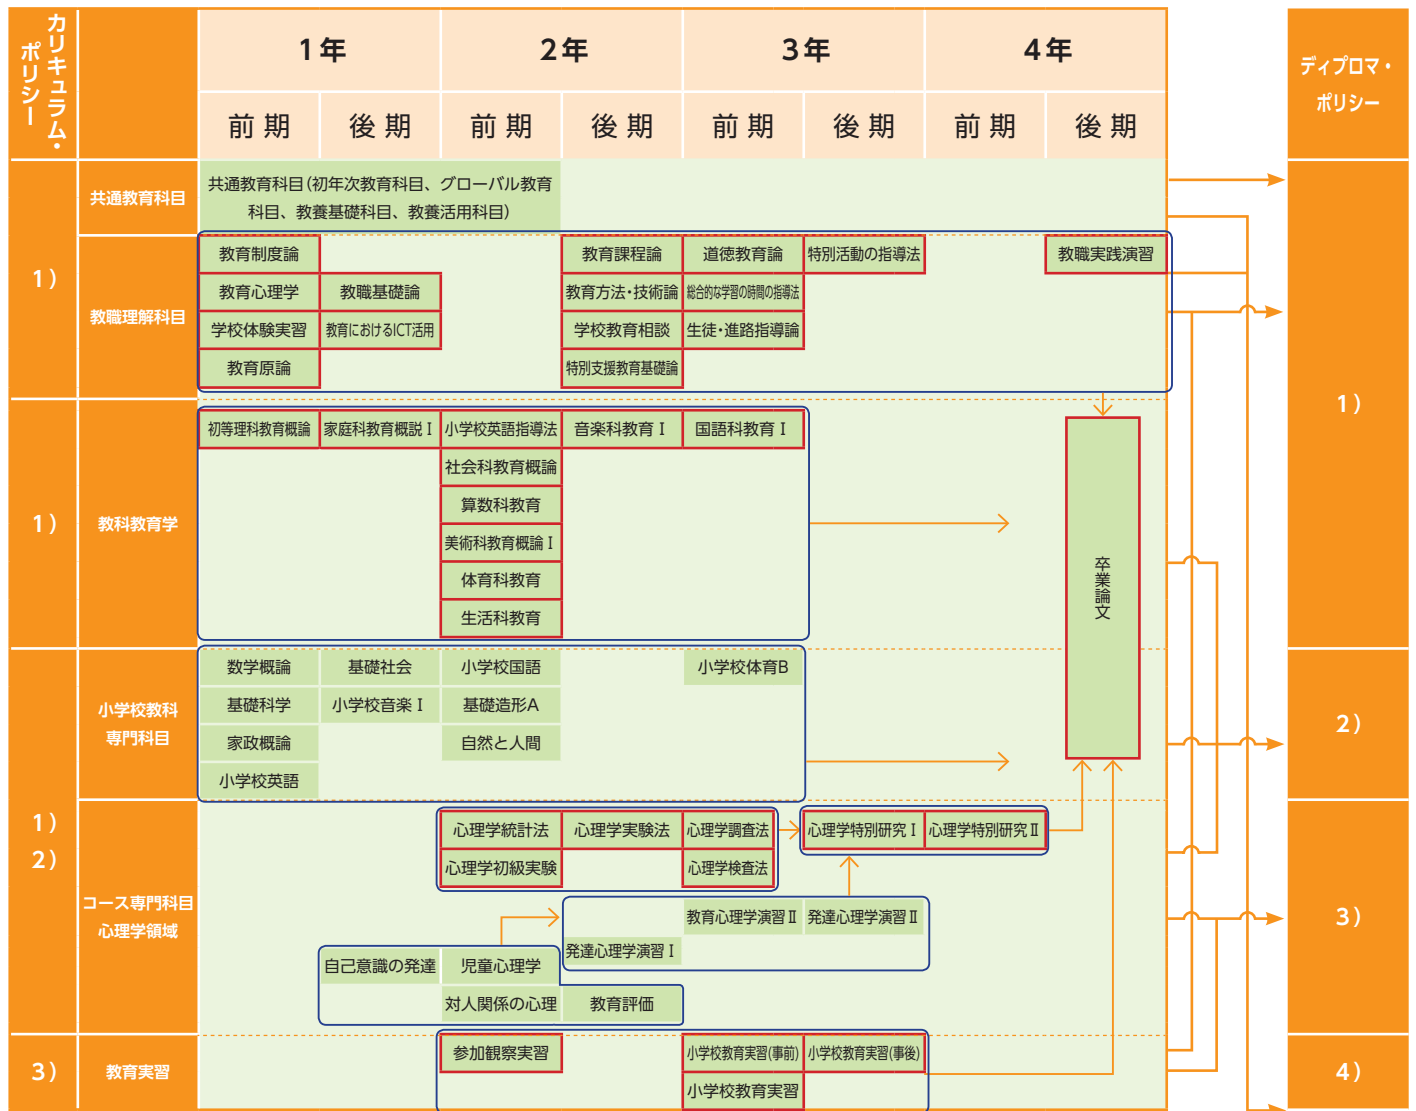 カリキュラム・
ポリシー
1年
2年
3年
4年
ディプロマ・
ポリシー
前期
後期
前期
後期
前期
後期
前期
後期
1）
共通教育科目
共通教育科目（初年次教育科目、グローバル教育
科目、教養基礎科目、教養活用科目）
教職理解科目
教育制度論
教育課程論
道徳教育論
特別活動の指導法
教職実践演習
教育心理学
教職基礎論
教育方法・技術論
総合的な学習の時間の指導法
学校体験実習
教育におけるICT活用
学校教育相談
生徒・進路指導論
教育原論
特別支援教育基礎論
1）
1）
教科教育学
初等理科教育概論
家庭科教育概説Ⅰ
小学校英語指導法
音楽科教育Ⅰ
国語科教育Ⅰ
社会科教育概論
算数科教育
美術科教育概論Ⅰ
体育科教育
生活科教育
卒業論文
1）
2）
小学校教科
専門科目
数学概論
基礎社会
小学校国語
小学校体育B
基礎科学
小学校音楽Ⅰ
基礎造形A
家政概論
自然と人間
小学校英語
2）
コース専門科目
心理学領域
心理学統計法
心理学実験法
心理学調査法
心理学特別研究Ⅰ
心理学特別研究Ⅱ
心理学初級実験
心理学検査法
教育心理学演習Ⅱ
発達心理学演習Ⅱ
発達心理学演習Ⅰ
自己意識の発達
児童心理学
対人関係の心理
教育評価
3）
3）
教育実習
参加観察実習
小学校教育実習（事前）
小学校教育実習（事後）
小学校教育実習
4）